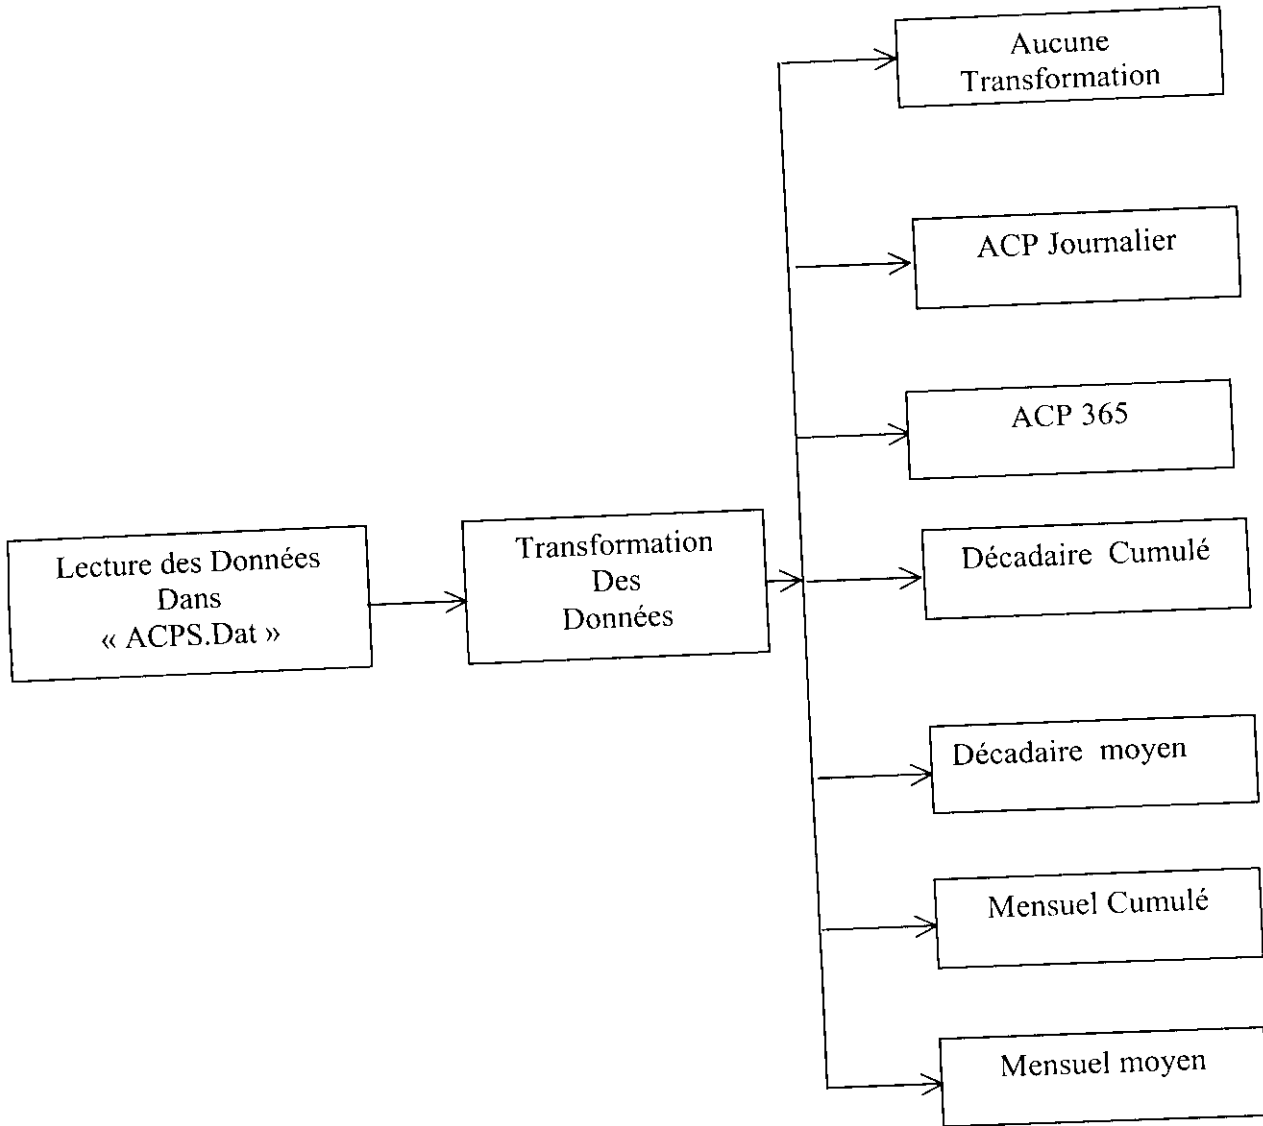 Aucune
Transformation
ACP Journalier
ACP 365
Lecture des Données
Dans
« ACPS.Dat »
Transformation
Des
Données
Décadaire Cumulé
Décadaire moyen
Mensuel Cumulé
Mensuel moyen